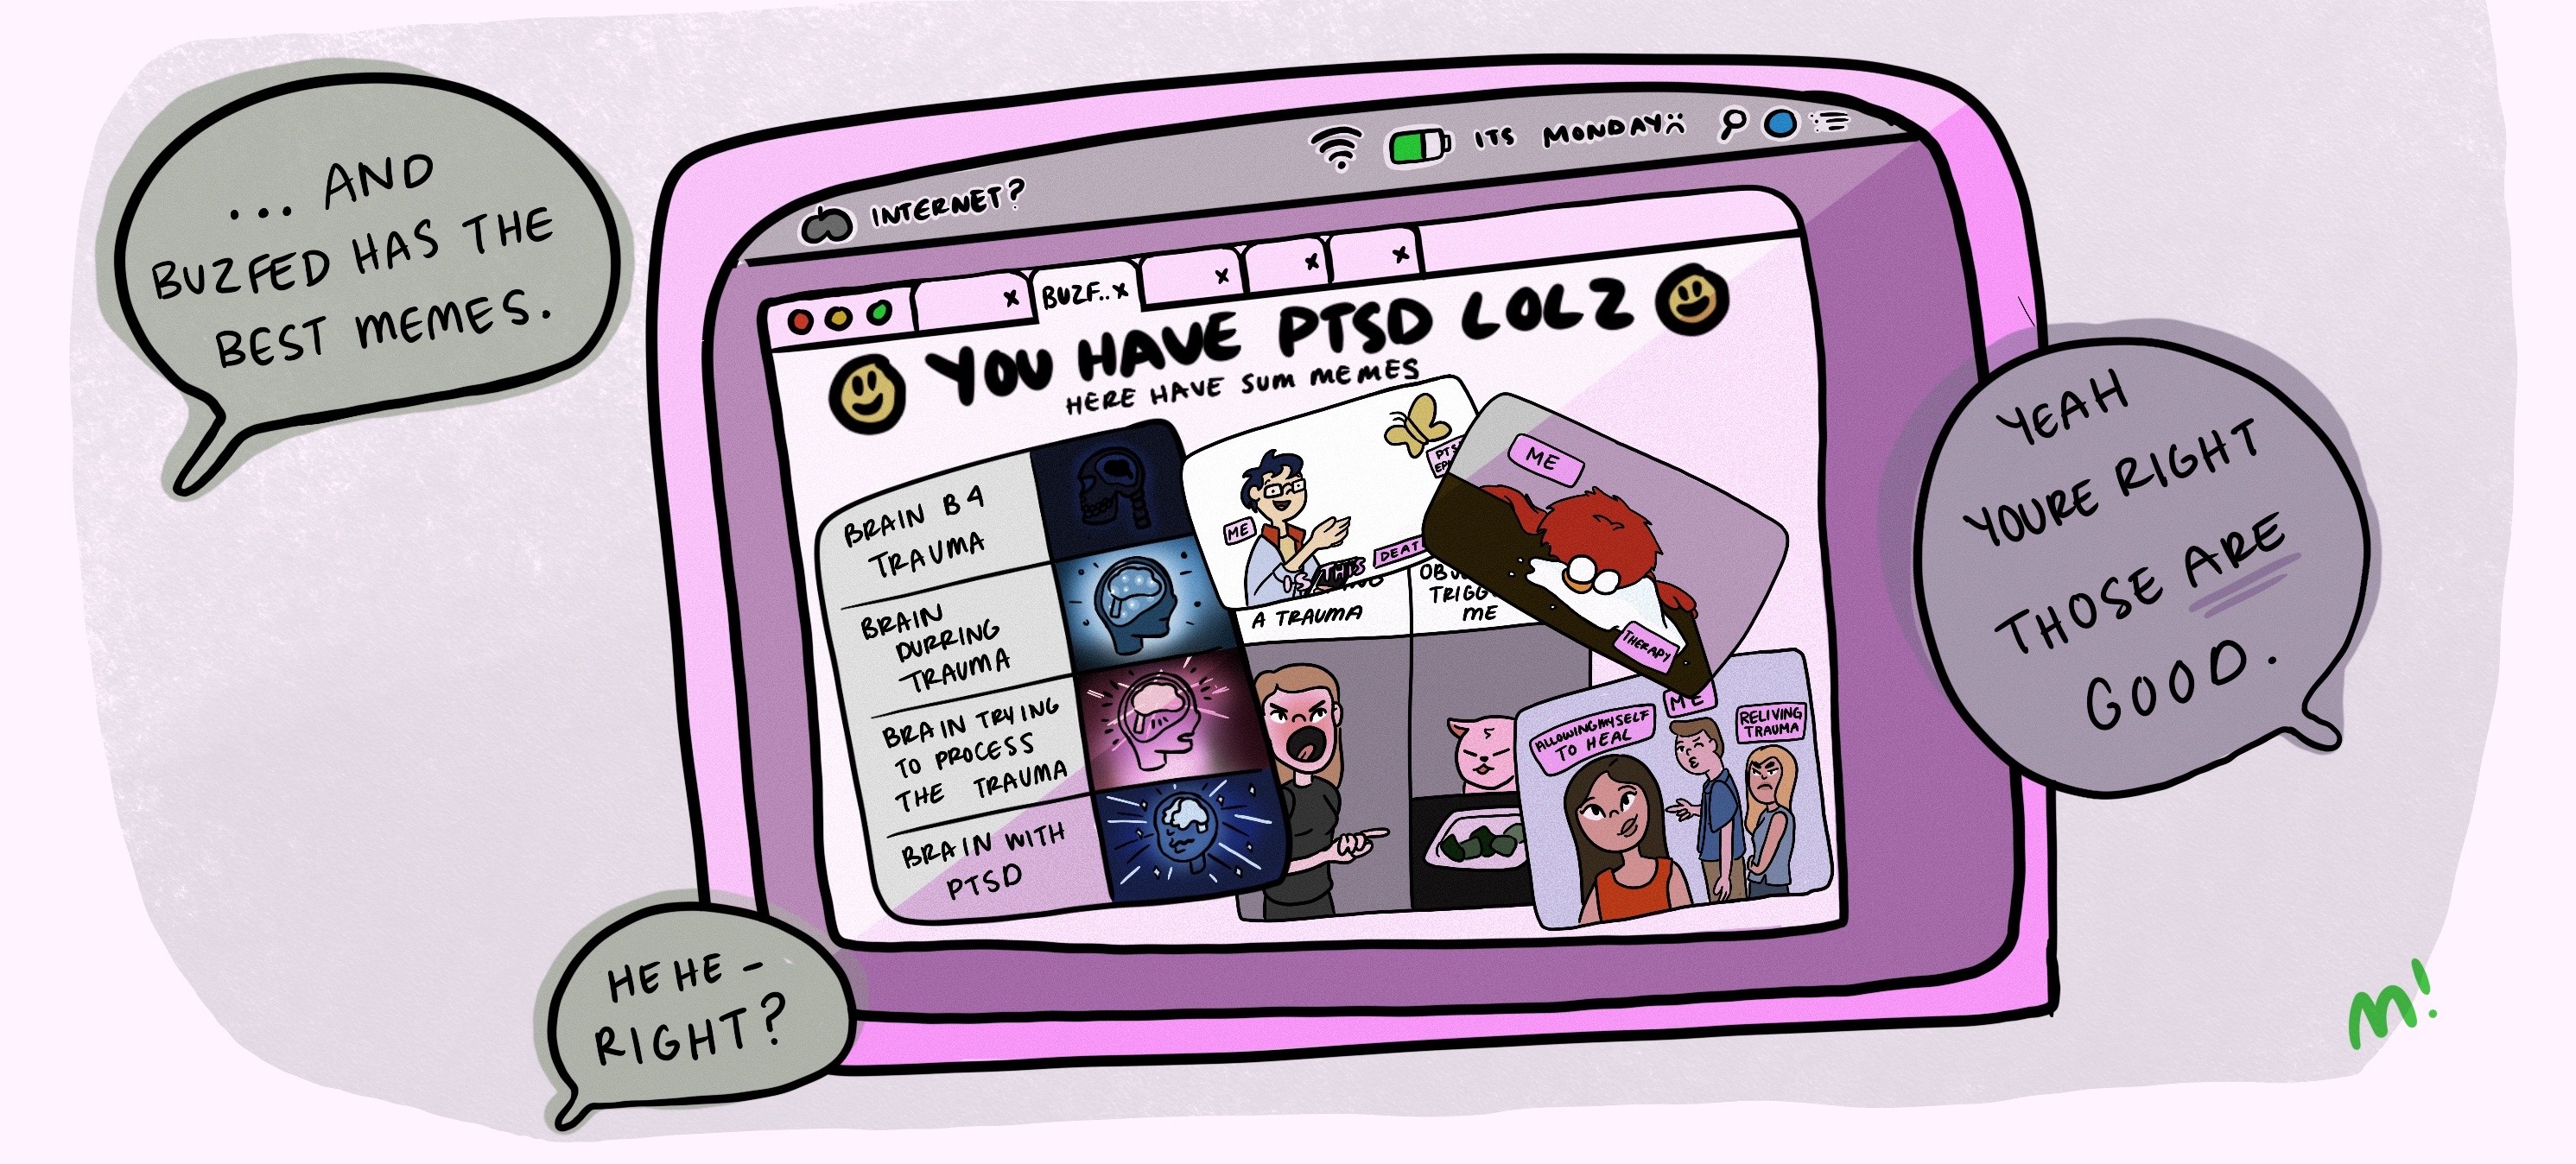 ... AND
BUZFED HAS THE
BEST MEMES.
INTERNET?
ITS MONDAY
BUZF..x
YOU HAVE PTSD LOLZ
HERE HAVE SUM MEMES
BRAIN B4
TRAUMA
BRAIN
DURRING
TRAUMA
BRAIN TRYING
TO PROCESS
THE TRAUMA
BRAIN WITH
PTSD
ME
IS THIS
ME
THERAPY
A TRAUMA
ME
ALLOWING MYSELF
TO HEAL
ME
RELIVING
TRAUMA
YEAH
YOURE RIGHT
THOSE ARE
GOOD.
HEHE -
RIGHT?
M!